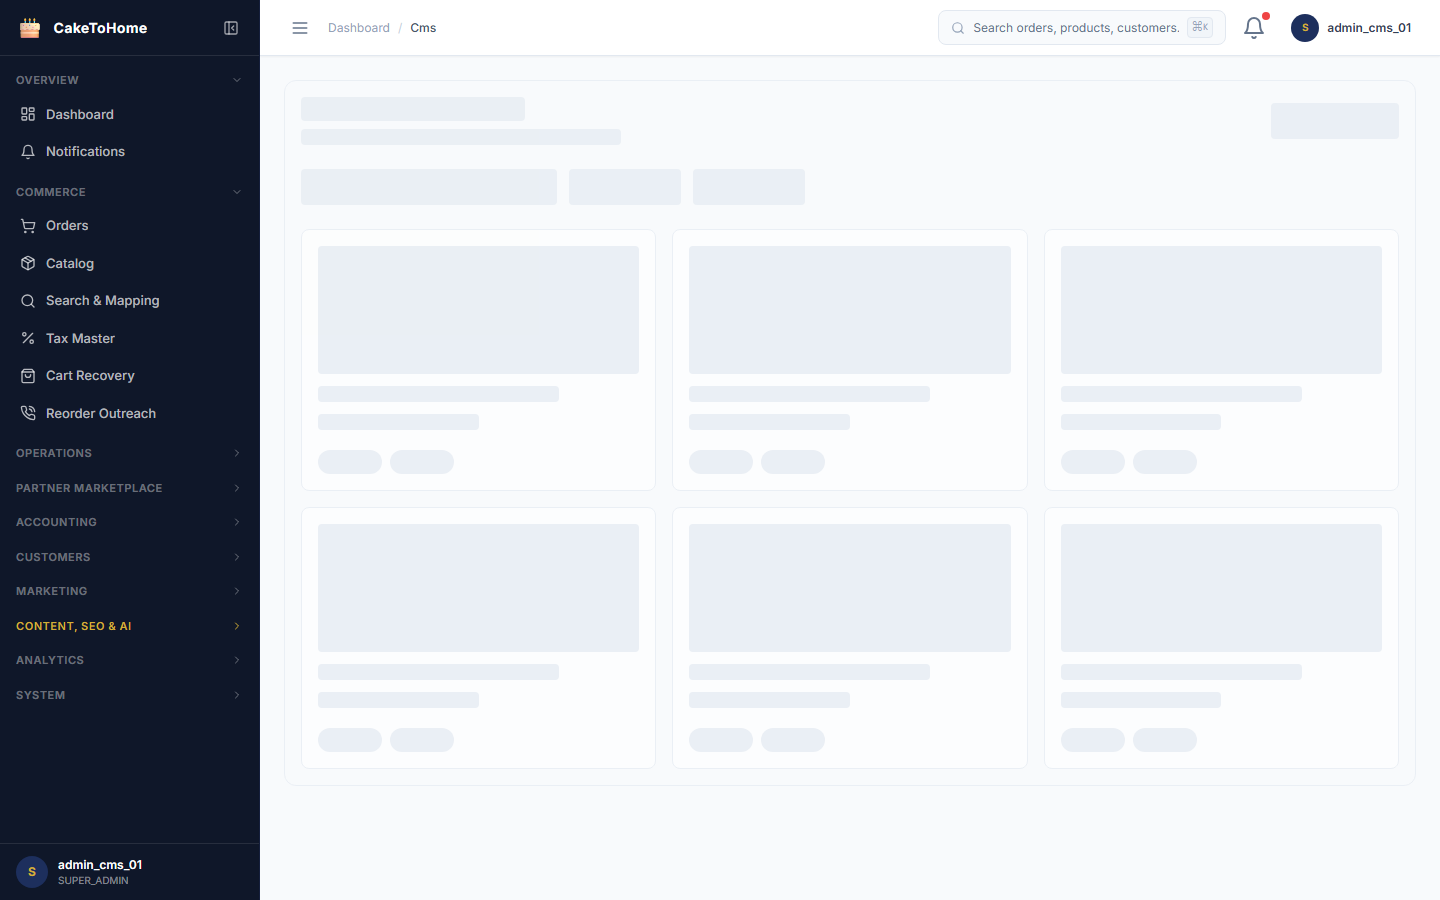 CakeToHome
OVERVIEW
Dashboard
Notifications
COMMERCE
Orders
Catalog
Search & Mapping
Tax Master
Cart Recovery
Reorder Outreach
OPERATIONS
PARTNER MARKETPLACE
ACCOUNTING
CUSTOMERS
MARKETING
CONTENT, SEO & AI
ANALYTICS
SYSTEM
S
admin_cms_01
SUPER_ADMIN
Dashboard / Cms
Search orders, products, customers. ⌘K
S admin_cms_01